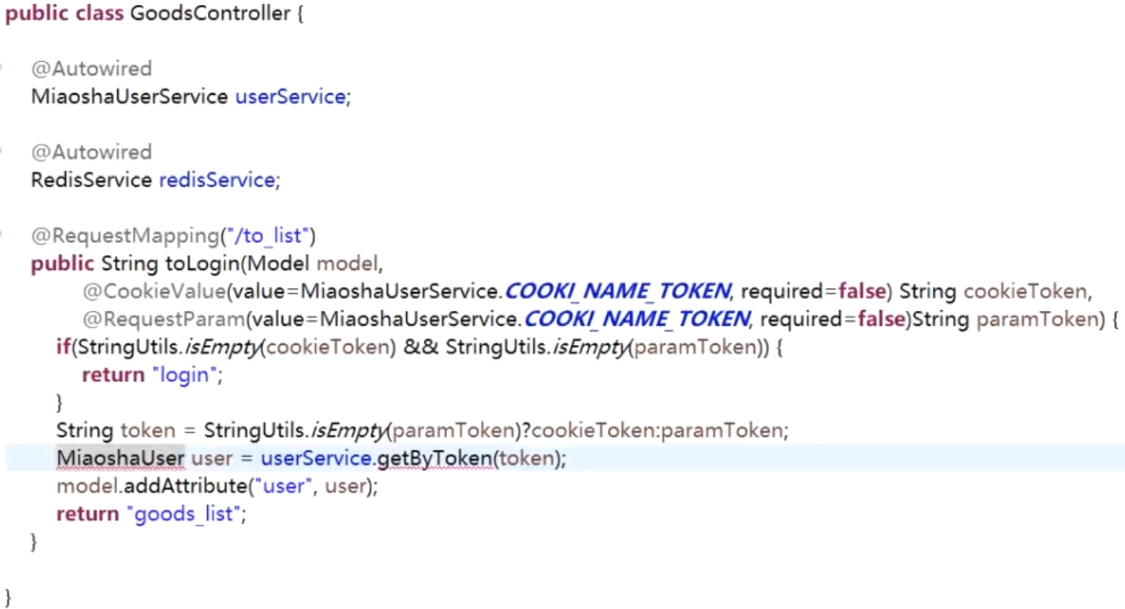 public class GoodsController {
@Autowired
MiaoshaUserService userService;
@Autowired
RedisService redisService;
@RequestMapping("/to_list")
public String toLogin(Model model,
@CookieValue(value=MiaoshaUserService.COOKI_NAME_TOKEN, required=false) String cookieToken,
@RequestParam(value=MiaoshaUserService.COOKI_NAME_TOKEN, required=false)String paramToken) {
if(StringUtils.isEmpty(cookieToken) && StringUtils.isEmpty(paramToken)) {
return "login";
}
String token = StringUtils.isEmpty(paramToken)?cookieToken:paramToken;
MiaoshaUser user = userService.getByToken(token);
model.addAttribute("user", user);
return "goods_list";
}
}